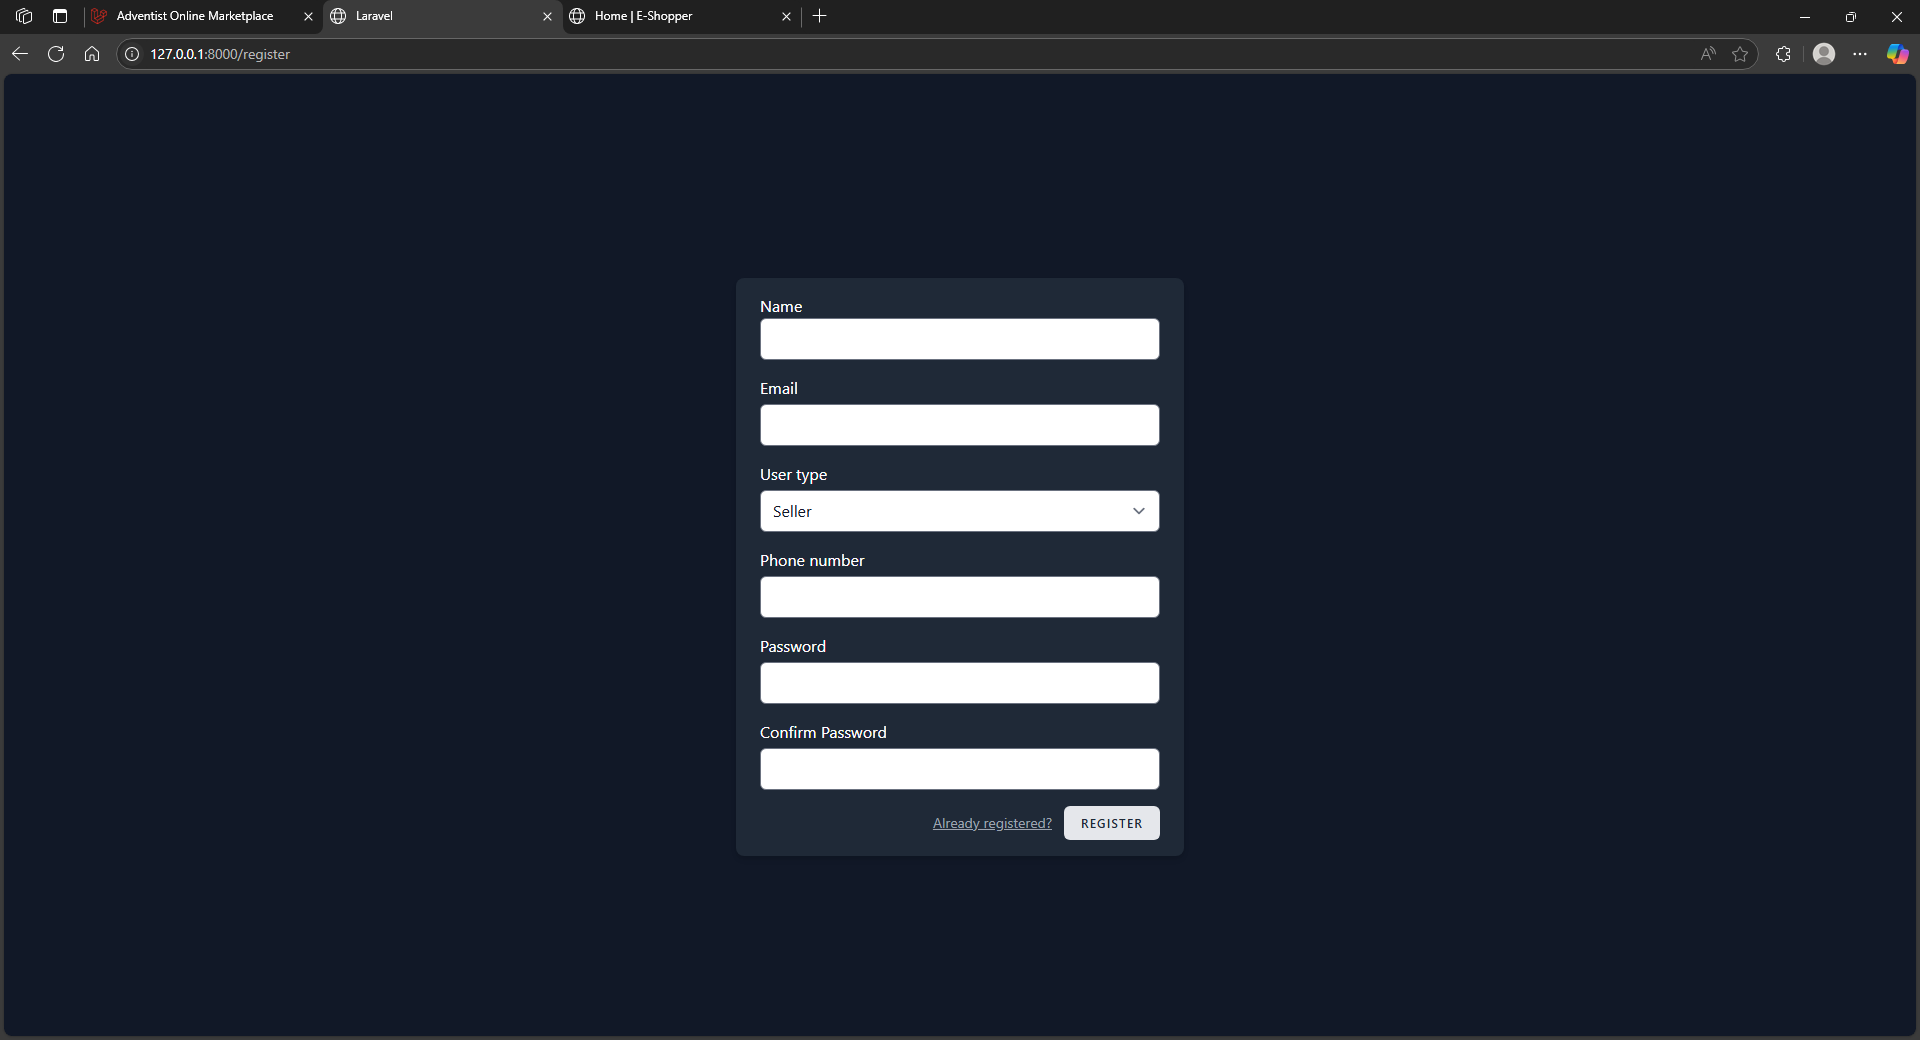 Adventist Online Marketplace
Laravel
Home | E-Shopper
127.0.0.1:8000/register
Name
Email
User type
Seller
Phone number
Password
Confirm Password
Already registered?
REGISTER